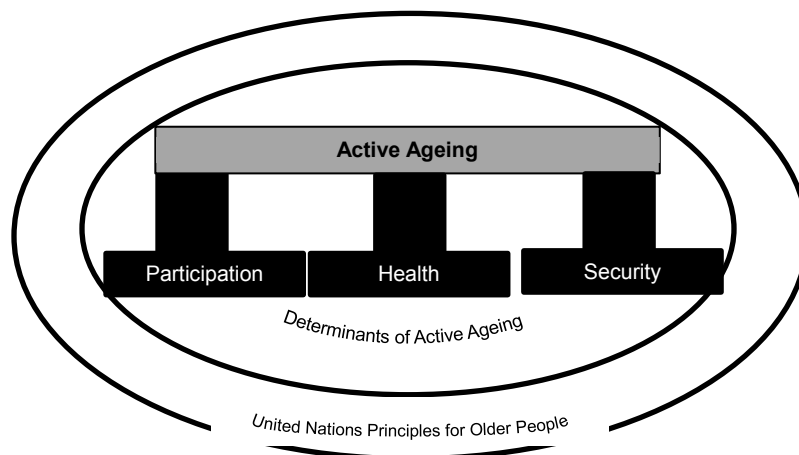 Active Ageing
Participation
Health
Security
Determinants of Active Ageing
United Nations Principles for Older People